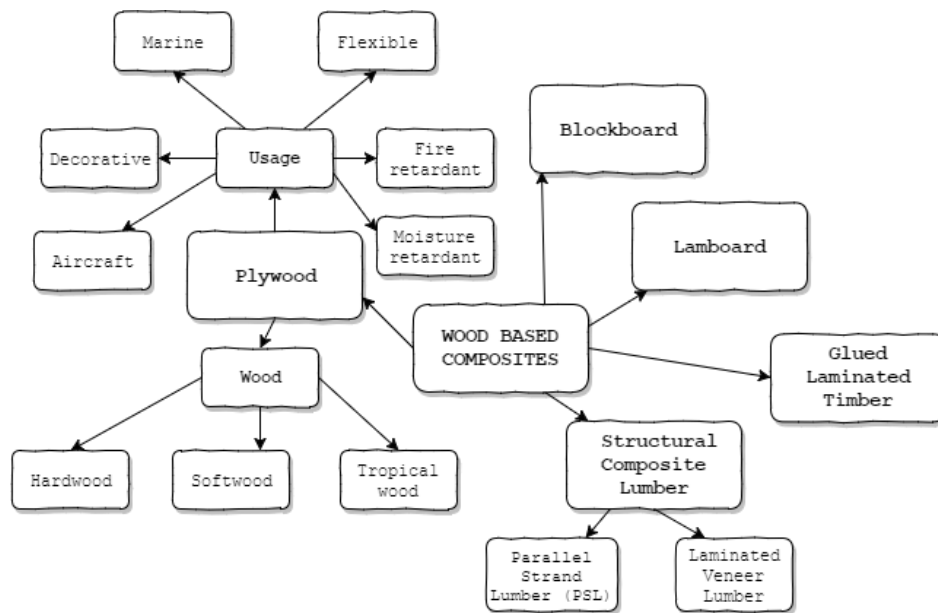 Marine
Flexible
Blockboard
Decorative
Usage
Fire
retardant
Aircraft
Plywood
Moisture
retardant
Lamboard
WOOD BASED
COMPOSITES
Glued
Laminated
Timber
Wood
Structural
Composite
Lumber
Hardwood
Softwood
Tropical
wood
Parallel
Strand
Lumber (PSL)
Laminated
Veneer
Lumber